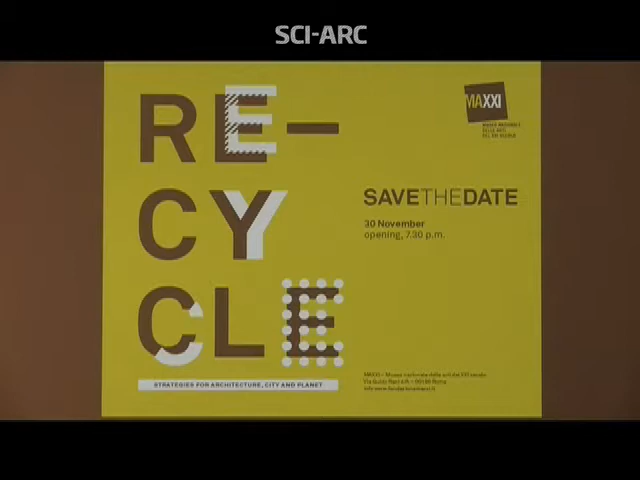 SCI-ARC
RE-
CY
CLE
STRATEGIES FOR ARCHITECTURE, CITY AND PLANET
MAXXI
SAVETHEDATE
30 November
opening, 7.30 p.m.